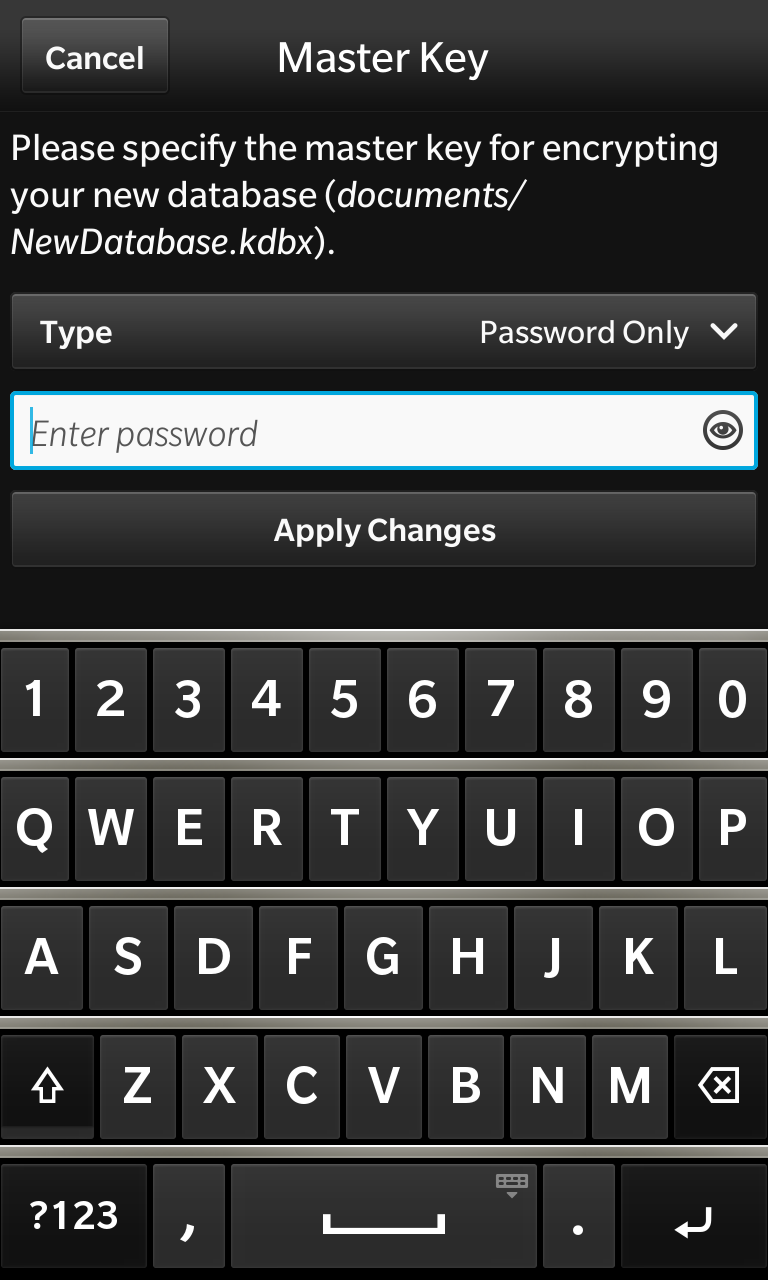 Cancel
Master Key
Please specify the master key for encrypting
your new database (documents/
NewDatabase.kdbx).
Type
Password Only
Enter password
Apply Changes
1 2 3 4 5 6 7 8 9 0
Q W E R T Y U I O P
A S D F G H J K L
Z X C V B N M
?123 , .